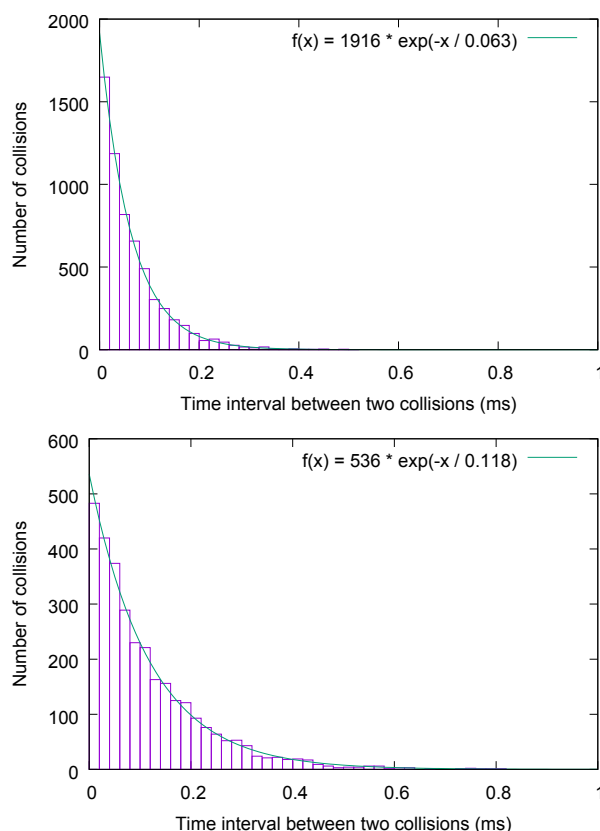 f(x) = 1916 * exp(-x / 0.063)
2000
1500
1000
500
0
Number of collisions
0 0.2 0.4 0.6 0.8 1
Time interval between two collisions (ms)
f(x) = 536 * exp(-x / 0.118)
600
500
400
300
200
100
0
Number of collisions
0 0.2 0.4 0.6 0.8 1
Time interval between two collisions (ms)